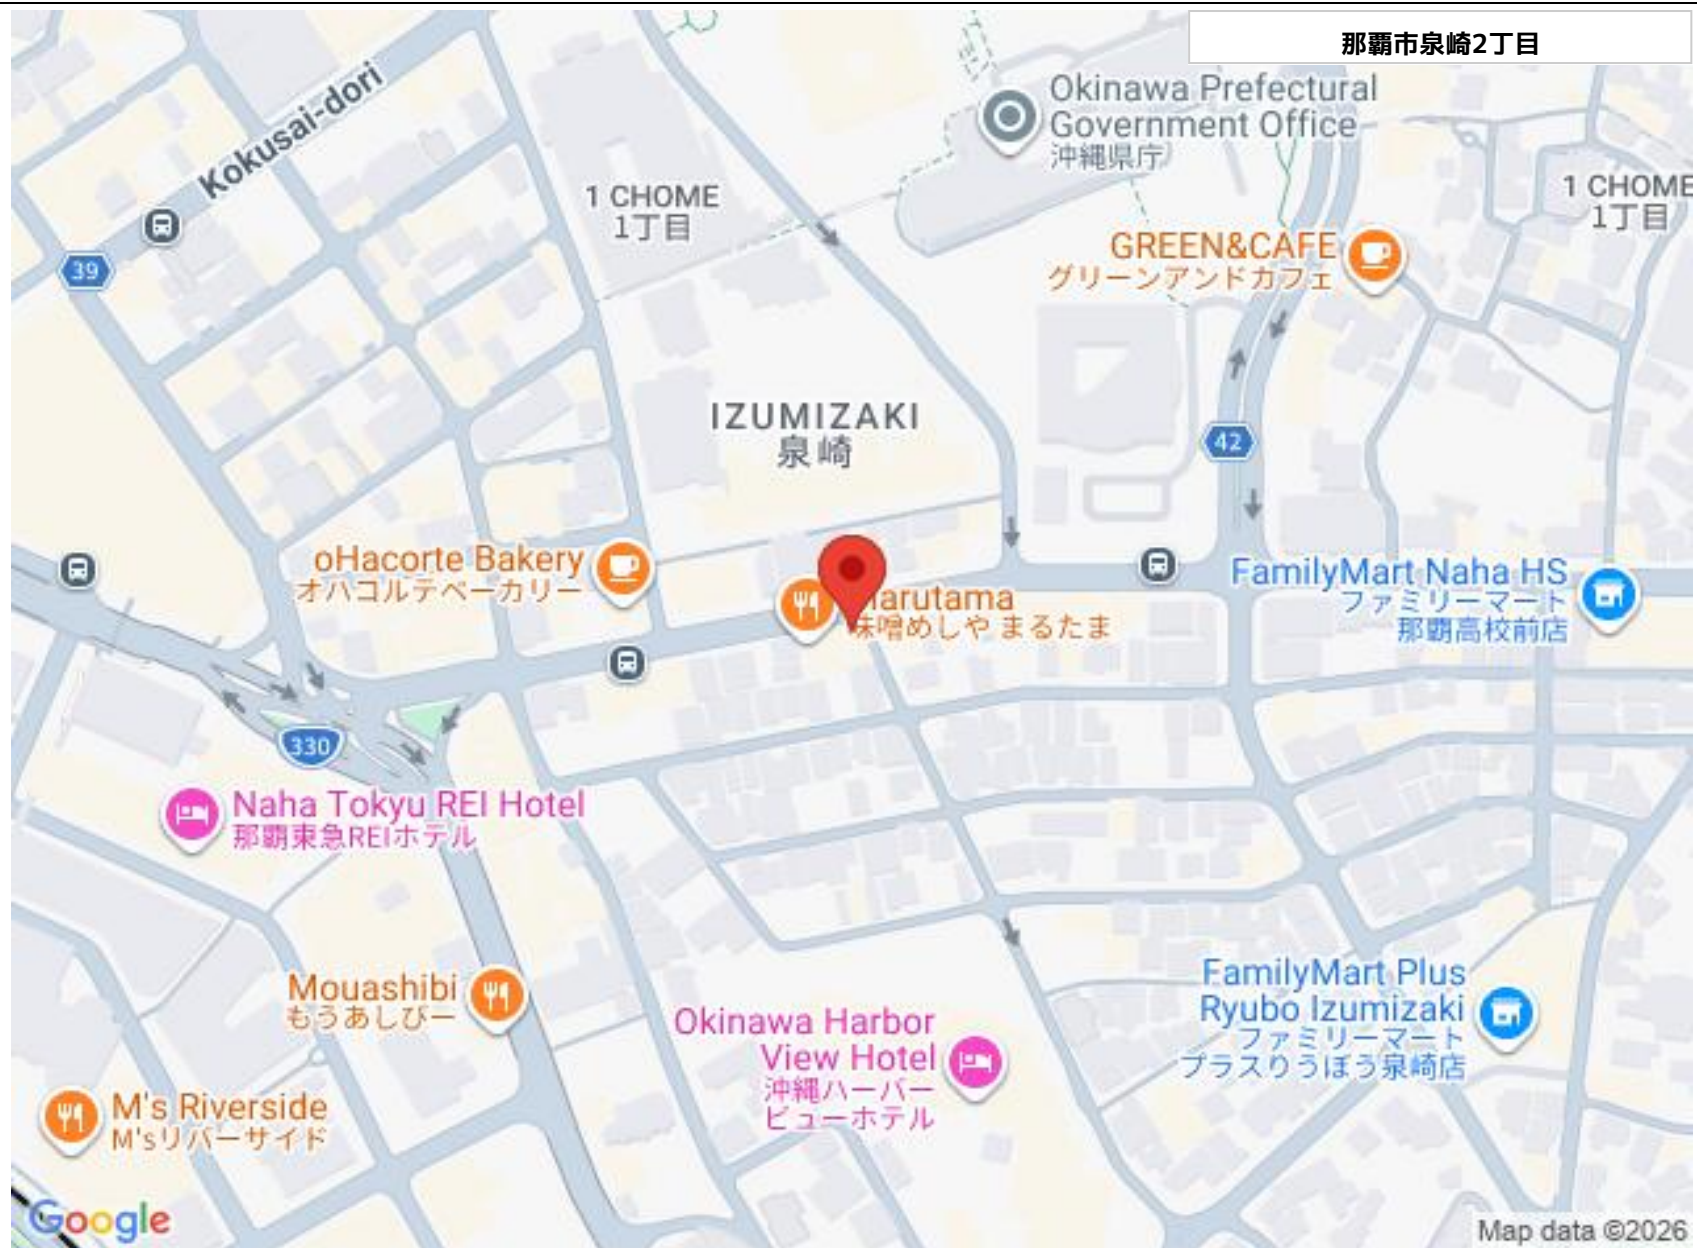 那覇市泉崎2丁目
Kokusai-dori
Okinawa Prefectural
Government Office
沖縄県庁
1 CHOME
1丁目
1 CHOME
1丁目
GREEN&CAFE
グリーンアンドカフェ
39
IZUMIZAKI
泉崎
42
oHacorte Bakery
オハコルテベーカリー
FamilyMart Naha HS
ファミリーマート
那覇高校前店
arutama
味噌めしや まるたま
330
Naha Tokyu REI Hotel
那覇東急REIホテル
Mouashibi
もうあしびー
Okinawa Harbor
View Hotel
沖縄ハーバー
ビューホテル
FamilyMart Plus
Ryubo Izumizaki
ファミリーマート
プラスりうぼう泉崎店
M's Riverside
M'sリバーサイド
Google
Map data ©2026